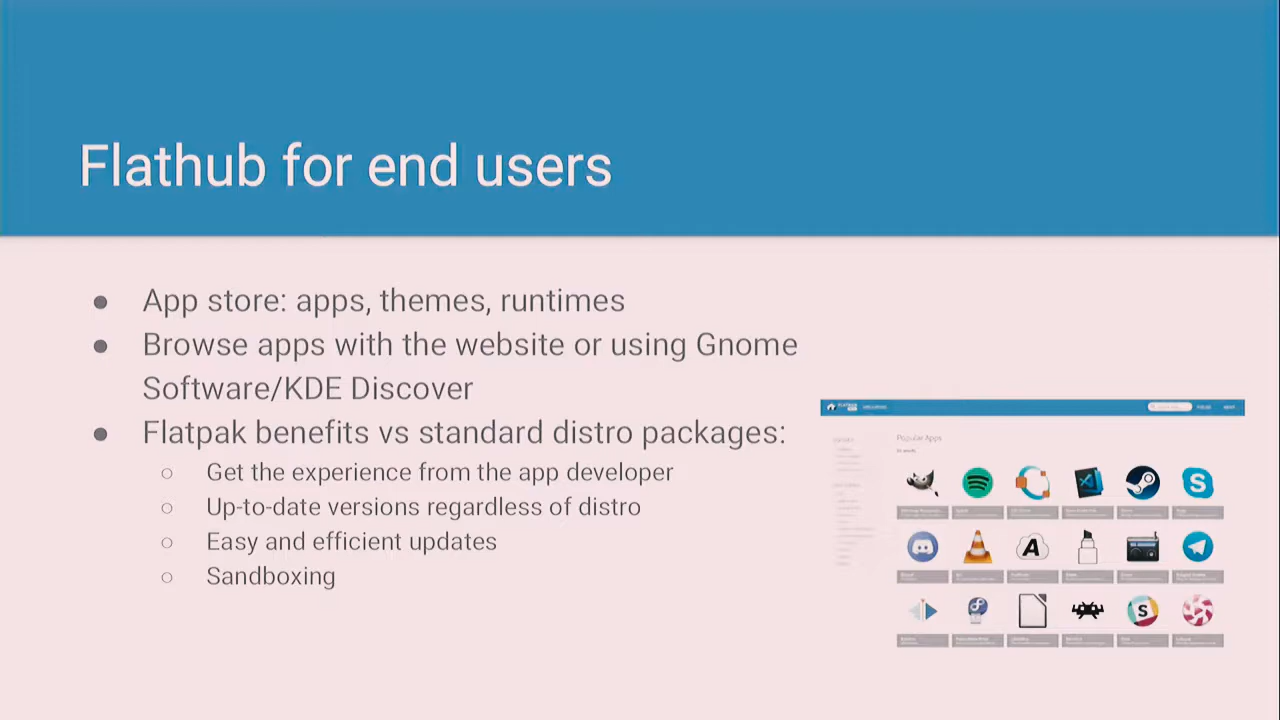 Flathub for end users
● App store: apps, themes, runtimes
● Browse apps with the website or using Gnome
Software/KDE Discover
● Flatpak benefits vs standard distro packages:
○ Get the experience from the app developer
○ Up-to-date versions regardless of distro
○ Easy and efficient updates
○ Sandboxing
FLATHUB
Popular Apps